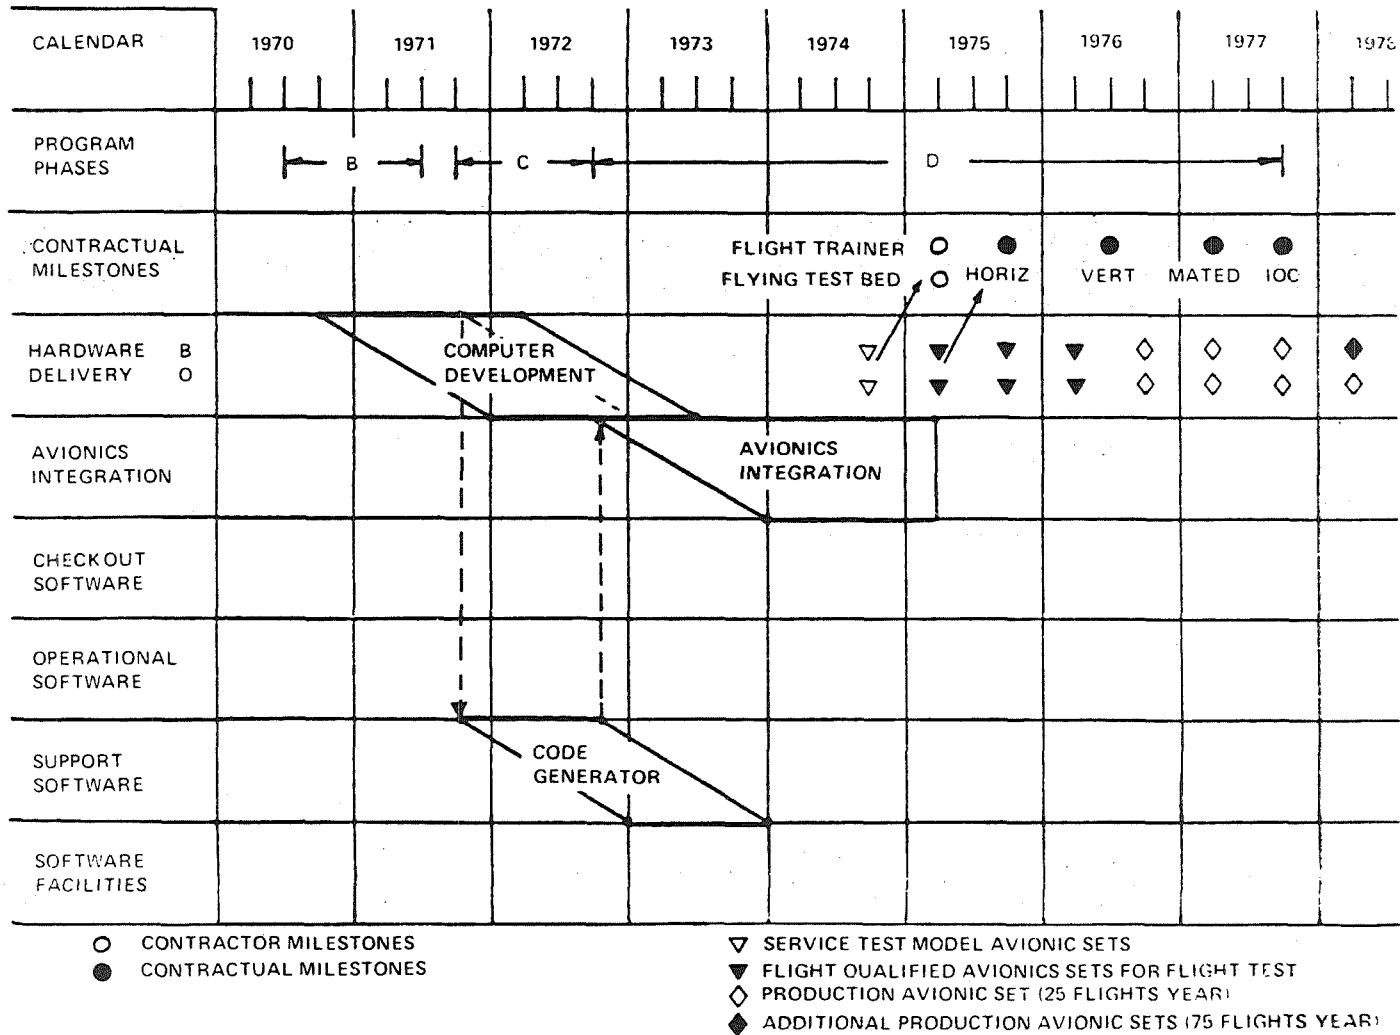 CALENDAR 1970 1971 1972 1973 1974 1975 1976 1977 1978
PROGRAM
PHASES
B C D
CONTRACTUAL
MILESTONES
FLIGHT TRAINER
FLYING TEST BED
HORIZ VERT MATED IOC
HARDWARE B
DELIVERY O
COMPUTER
DEVELOPMENT
AVIONICS
INTEGRATION
AVIONICS
INTEGRATION
CHECKOUT
SOFTWARE
OPERATIONAL
SOFTWARE
SUPPORT
SOFTWARE
CODE
GENERATOR
SOFTWARE
FACILITIES
CONTRACTOR MILESTONES
CONTRACTUAL MILESTONES
SERVICE TEST MODEL AVIONIC SETS
FLIGHT QUALIFIED AVIONICS SETS FOR FLIGHT TEST
PRODUCTION AVIONIC SET (25 FLIGHTS YEAR)
ADDITIONAL PRODUCTION AVIONIC SETS (75 FLIGHTS YEAR)